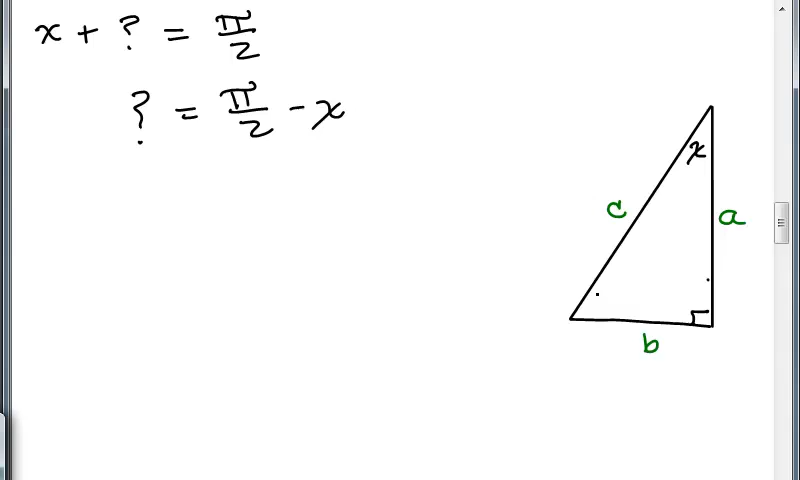 x + ? = π/2
? = π/2 - x
x
c
a
b